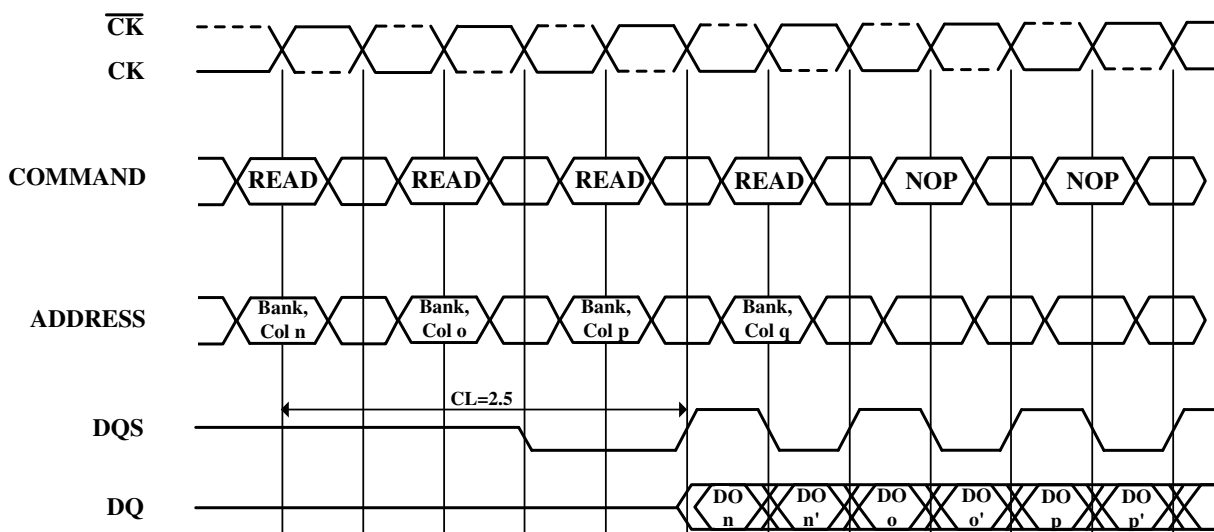 CK
CK
COMMAND
READ
READ
READ
READ
NOP
NOP
ADDRESS
Bank,
Col n
Bank,
Col o
Bank,
Col p
Bank,
Col q
CL=2.5
DQS
DQ
DO
n
DO
n'
DO
o
DO
o'
DO
p
DO
p'